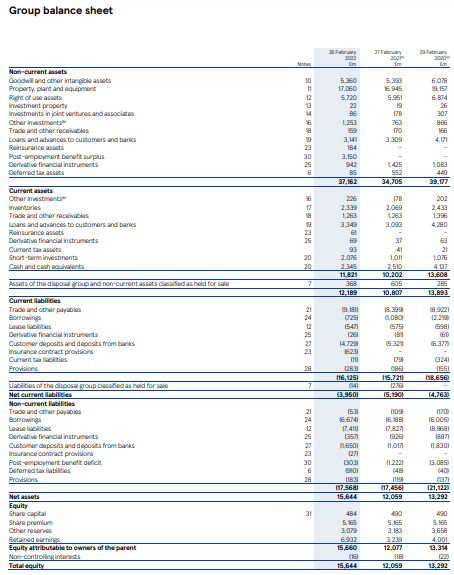 Group balance sheet
26 February 27 February 29 February
2022 2021 2020
Notes £m £m £m
Non-current assets
Goodwill and other intangible assets 10 5,360 5,393 6,078
Property, plant and equipment 11 17,060 16,945 19,157
Right of use assets 12 5,720 5,951 6,874
Investment property 13 22 19 26
Investments in joint ventures and associates 14 86 178 307
Other investments 16 1,253 763 866
Trade and other receivables 18 159 170 166
Loans and advances to customers and banks 19 3,141 3,309 4,171
Reinsurance assets 23 184 – –
Post-employment benefit surplus 30 3,150 – –
Derivative financial instruments 25 942 1,425 1,083
Deferred tax assets 6 85 552 449
37,162 34,705 39,177
Current assets
Other investments 16 226 178 202
Inventories 17 2,339 2,069 2,433
Trade and other receivables 18 1,263 1,263 1,396
Loans and advances to customers and banks 19 3,349 3,093 4,280
Reinsurance assets 23 61 – –
Derivative financial instruments 25 69 37 63
Current tax assets 93 41 21
Short-term investments 20 2,076 1,011 1,076
Cash and cash equivalents 20 2,345 2,510 4,137
11,821 10,202 13,608
Assets of the disposal group and non-current assets classified as held for sale 7 368 605 285
12,189 10,807 13,893
Current liabilities
Trade and other payables 21 (9,181) (8,399) (8,922)
Borrowings 24 (725) (1,080) (2,219)
Lease liabilities 12 (547) (575) (598)
Derivative financial instruments 25 (26) (81) (61)
Customer deposits and deposits from banks 27 (4,729) (5,321) (6,377)
Insurance contract provisions 23 (623) – –
Current tax liabilities (11) (79) (324)
Provisions 28 (283) (186) (155)
(16,125) (15,721) (18,656)
Liabilities of the disposal group classified as held for sale 7 (14) (276) –
Net current liabilities (3,950) (5,190) (4,763)
Non-current liabilities
Trade and other payables 21 (53) (109) (170)
Borrowings 24 (6,674) (6,188) (6,005)
Lease liabilities 12 (7,411) (7,827) (8,968)
Derivative financial instruments 25 (357) (926) (887)
Customer deposits and deposits from banks 27 (1,650) (1,017) (1,830)
Insurance contract provisions 23 (27) – –
Post-employment benefit deficit 30 (303) (1,222) (3,085)
Deferred tax liabilities 6 (910) (48) (40)
Provisions 28 (183) (119) (137)
(17,568) (17,456) (21,122)
Net assets 15,644 12,059 13,292
Equity
Share capital 31 484 490 490
Share premium 5,165 5,165 5,165
Other reserves 3,079 3,183 3,658
Retained earnings 6,932 3,239 4,001
Equity attributable to owners of the parent 15,660 12,077 13,314
Non-controlling interests (16) (18) (22)
Total equity 15,644 12,059 13,292